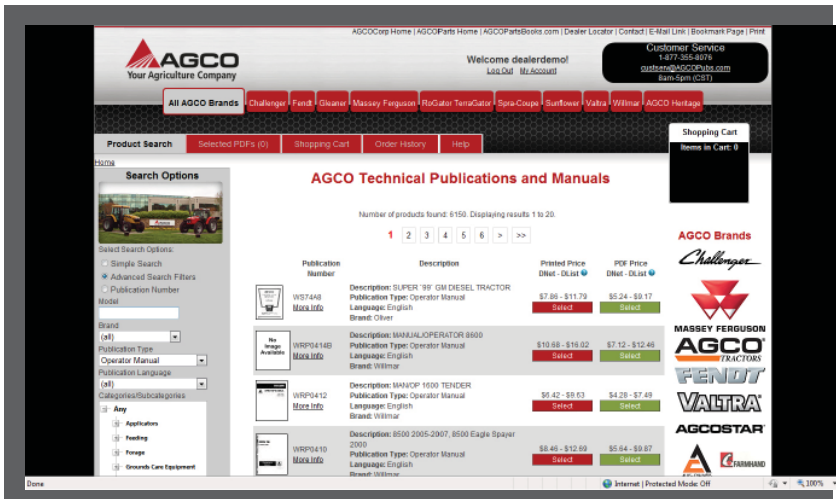 AGCOCorp Home | AGCOParts Home | AGCOPartsBooks.com | Dealer Locator | Contact | E-Mail Link | Bookmark Page | Print
AGCO
Your Agriculture Company
Welcome dealerdemo!
Log Out My Account
Customer Service
1-877-355-8076
custserv@AGCOPubs.com
8am-5pm (CST)
All AGCO Brands Challenger Fendt Gleaner Massey Ferguson RoGator TerraGator Spra-Coupe Sunflower Valtra Willmar AGCO Heritage
Product Search Selected PDFs (0) Shopping Cart Order History Help
Shopping Cart
Items in Cart: 0
Home
Search Options
Select Search Options:
Simple Search
Advanced Search Filters
Publication Number
Model
Brand
(all)
Publication Type
Operator Manual
Publication Language
(all)
Categories/Subcategories
Any
Applicators
Feeding
Forage
Grounds Care Equipment
AGCO Technical Publications and Manuals
Number of products found: 6150. Displaying results 1 to 20.
1 2 3 4 5 6 > >>
Publication Number Description Printed Price DNet - DList PDF Price DNet - DList
WS74A8
More Info
Description: SUPER '99' GM DIESEL TRACTOR
Publication Type: Operator Manual
Language: English
Brand: Oliver
$7.86 - $11.79 $5.24 - $9.17
Select Select
No Image Available
WRP0414B
More Info
Description: MANUAL/OPERATOR 8600
Publication Type: Operator Manual
Language: English
Brand: Willmar
$10.68 - $16.02 $7.12 - $12.46
Select Select
WRP0412
More Info
Description: MAN/OP 1600 TENDER
Publication Type: Operator Manual
Language: English
Brand: Willmar
$6.42 - $9.63 $4.28 - $7.49
Select Select
WRP0410
More Info
Description: 8500 2005-2007, 8500 Eagle Spayer
2000
Publication Type: Operator Manual
Language: English
Brand: Willmar
$8.46 - $12.69 $5.64 - $9.87
Select Select
AGCO Brands
Challenger
MASSEY FERGUSON
AGCO
TRACTORS
FENDT
VALTRA
AGCOSTAR
FARMHAND
Done
Internet | Protected Mode: Off
100%